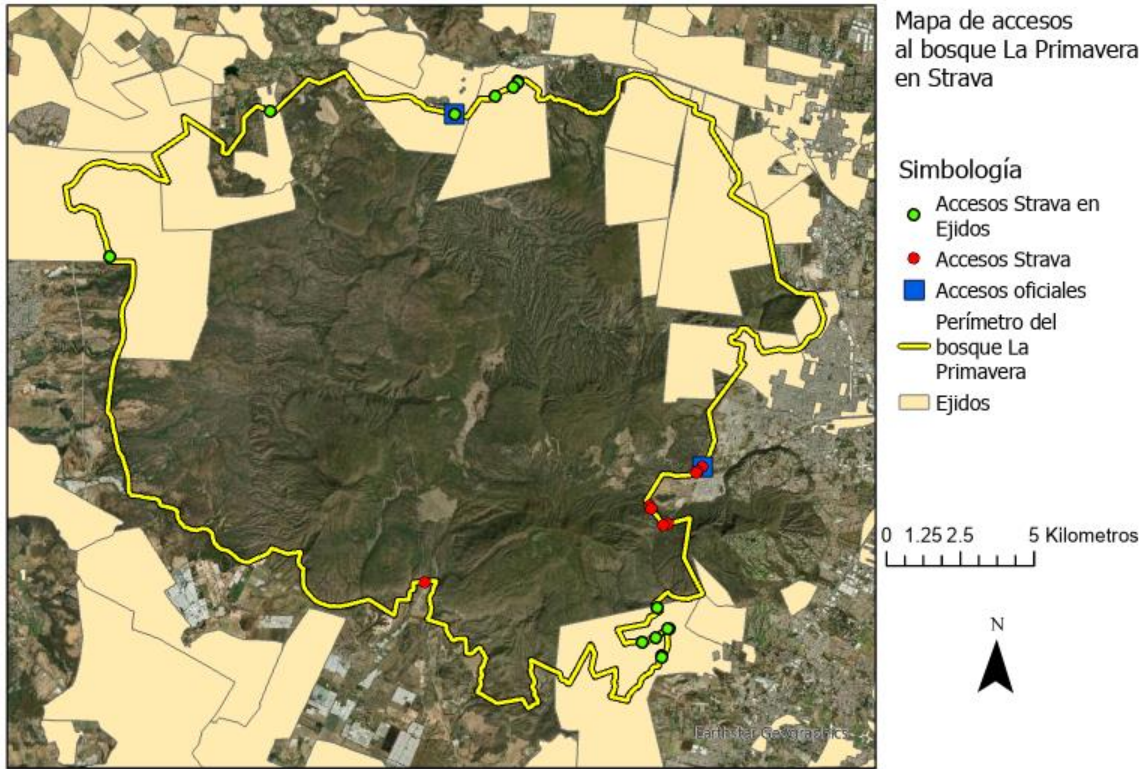 Mapa de accesos
al bosque La Primavera
en Strava
Simbología
Accesos Strava en
Ejidos
Accesos Strava
Accesos oficiales
Perímetro del
bosque La
Primavera
Ejidos
0 1.25 2.5 5 Kilometros
N
Earthstar Geographics